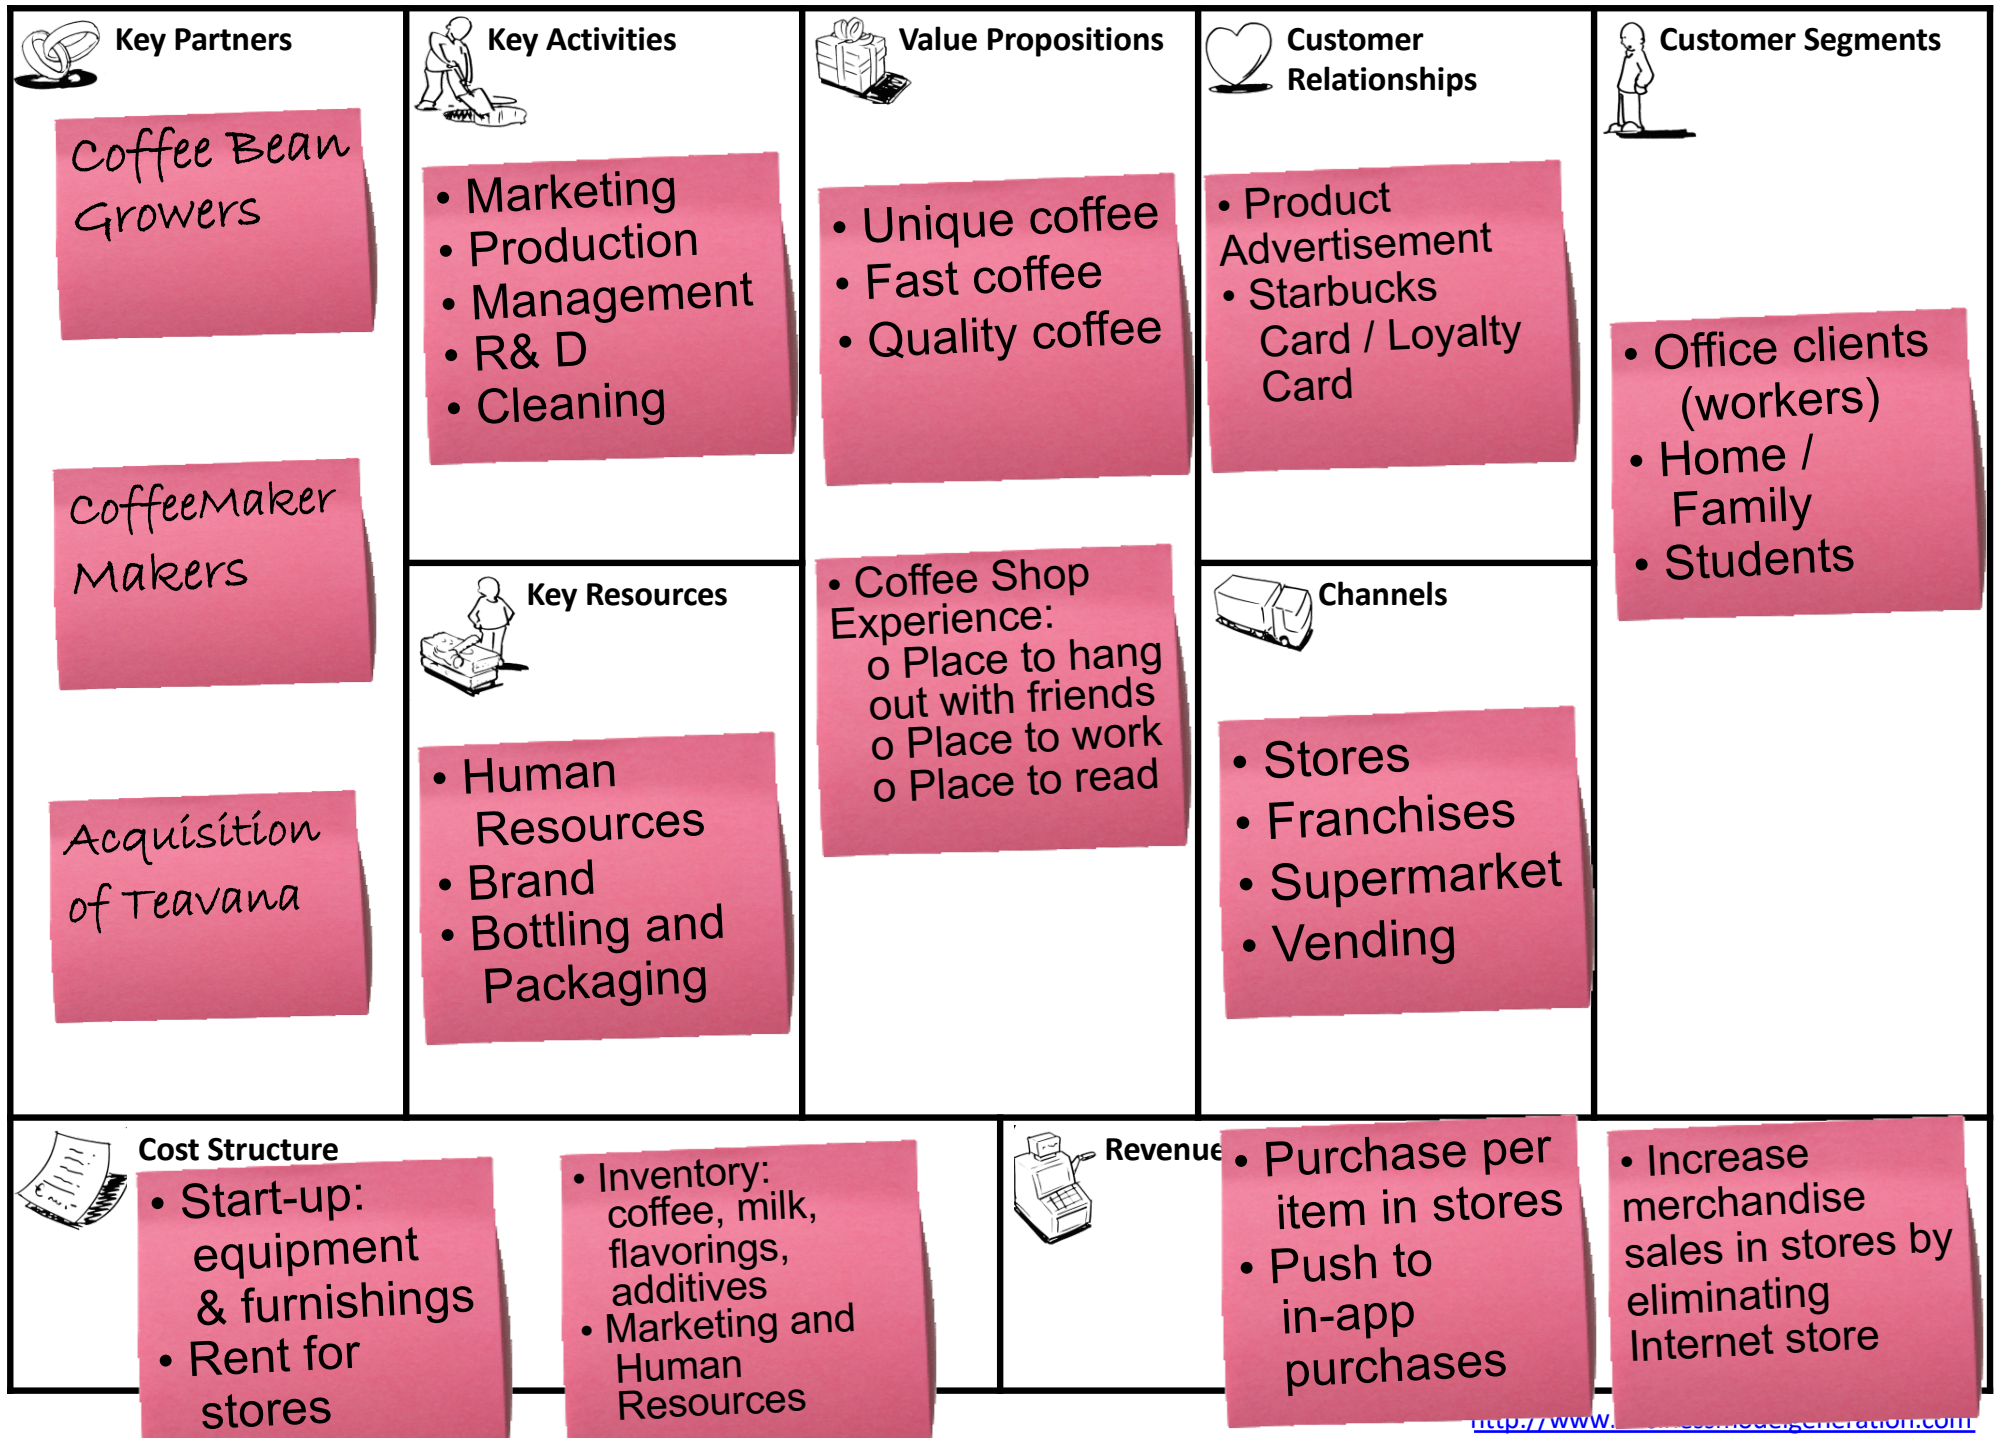 Key Partners
Coffee Bean
Growers
CoffeeMaker
Makers
Acquisition
of Teavana
Key Activities
• Marketing
• Production
• Management
• R& D
• Cleaning
Key Resources
• Human
Resources
• Brand
• Bottling and
Packaging
Value Propositions
• Unique coffee
• Fast coffee
• Quality coffee
• Coffee Shop
Experience:
o Place to hang
out with friends
o Place to work
o Place to read
Customer
Relationships
• Product
Advertisement
• Starbucks
Card / Loyalty
Card
Channels
• Stores
• Franchises
• Supermarket
• Vending
Customer Segments
• Office clients
(workers)
• Home /
Family
• Students
Cost Structure
• Start-up:
equipment
& furnishings
• Rent for
stores
• Inventory:
coffee, milk,
flavorings,
additives
• Marketing and
Human
Resources
Revenue
• Purchase per
item in stores
• Push to
in-app
purchases
• Increase
merchandise
sales in stores by
eliminating
Internet store